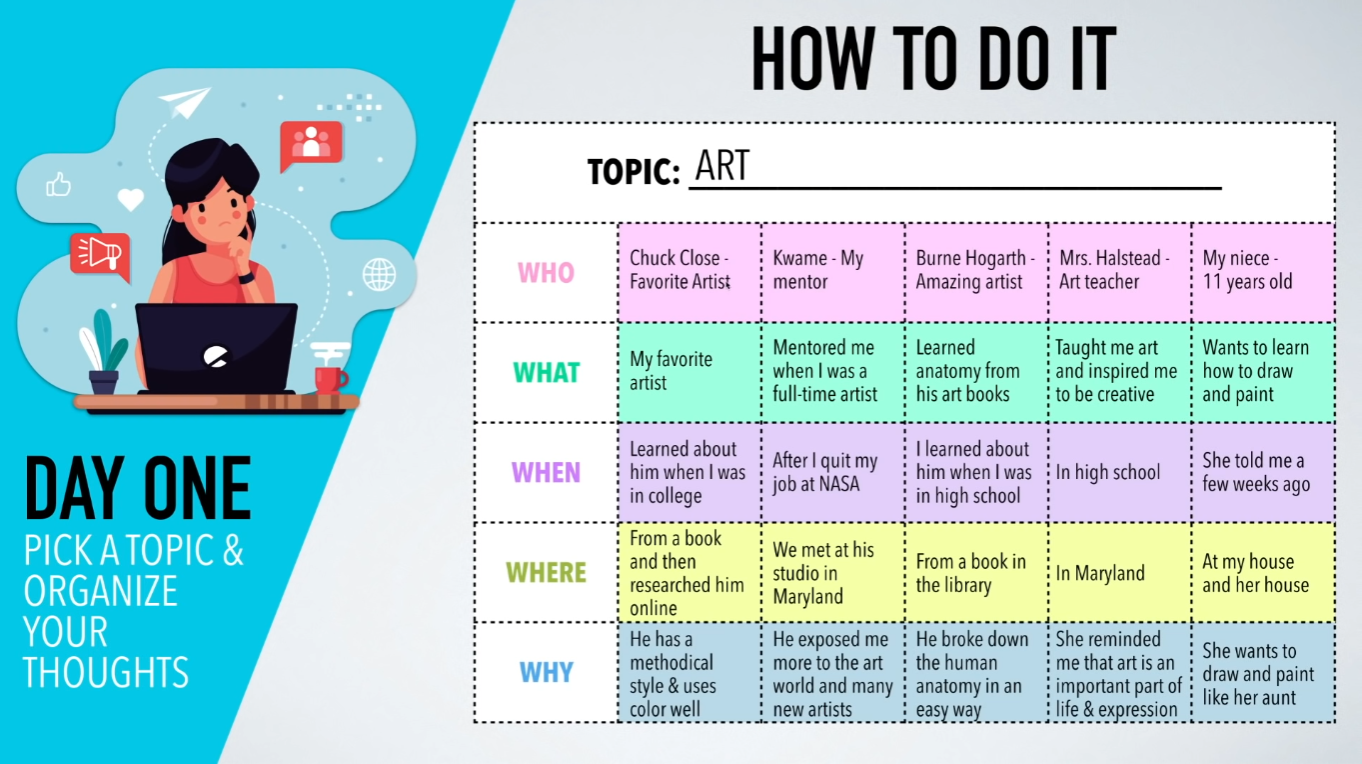 HOW TO DO IT
TOPIC: ART
WHO
Chuck Close -
Favorite Artist
Kwame - My
mentor
Burne Hogarth -
Amazing artist
Mrs. Halstead -
Art teacher
My niece -
11 years old
WHAT
My favorite
artist
Mentored me
when I was a
full-time artist
Learned
anatomy from
his art books
Taught me art
and inspired me
to be creative
Wants to learn
how to draw
and paint
WHEN
Learned about
him when I was
in college
After I quit my
job at NASA
I learned about
him when I was
in high school
In high school
She told me a
few weeks ago
WHERE
From a book
and then
researched him
online
We met at his
studio in
Maryland
From a book in
the library
In Maryland
At my house
and her house
WHY
He has a
methodical
style & uses
color well
He exposed me
more to the art
world and many
new artists
He broke down
the human
anatomy in an
easy way
She reminded
me that art is an
important part of
life & expression
She wants to
draw and paint
like her aunt
DAY ONE
PICK A TOPIC &
ORGANIZE
YOUR
THOUGHTS